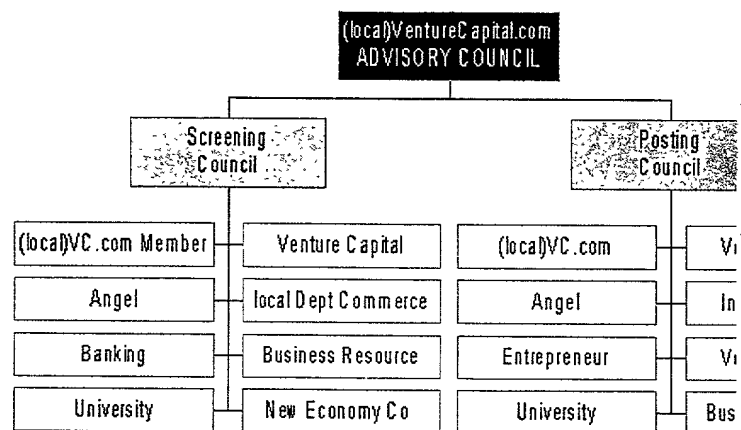 (local)VentureCapital.com
ADVISORY COUNCIL
Screening
Council
Posting
Council
(local)VC.com Member
Venture Capital
(local)VC.com
Angel
local Dept Commerce
Angel
Banking
Business Resource
Entrepreneur
University
New Economy Co
University